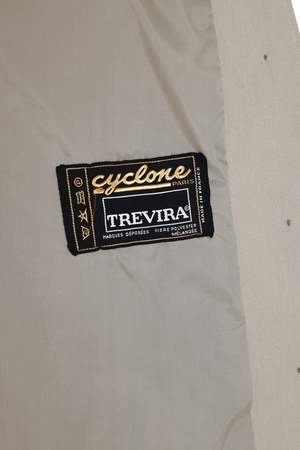 cyclone
PARIS
TREVIRA®
MARQUES DÉPOSÉES FIBRE POLYESTER
MÉLANGÉE
MADE IN FRANCE